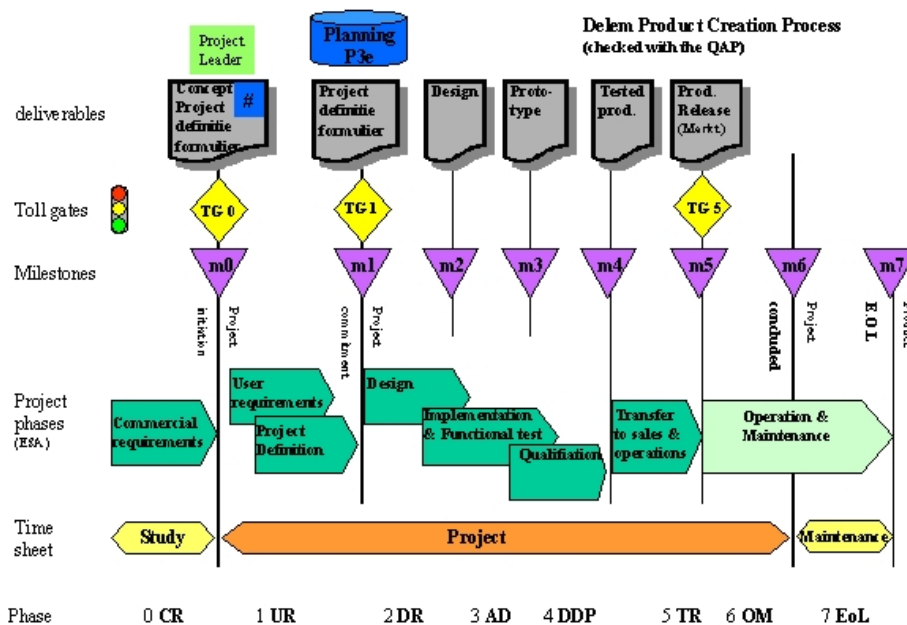 Delem Product Creation Process
(checked with the QAP)
Project
Leader
Planning
P3e
deliverables
Concept
Project
definitie
formulier
#
Project
definitie
formulier
Design
Proto-
type
Tested
prod.
Prod.
Release
(Markt)
Toll gates
TG 0
TG 1
TG 5
Milestones
m0
m1
m2
m3
m4
m5
m6
m7
Project
initiation
Project
commitment
Project
concluded
Product
E.O.L
Project
phases
(ESA)
Commercial
requirements
User
requirements
Project
Definition
Design
Implementation
& Functional test
Qualifiation
Transfer
to sales &
operations
Operation &
Maintenance
Time
sheet
Study
Project
Maintenance
Phase
0 CR
1 UR
2 DR
3 AD
4 DDP
5 TR
6 OM
7 EoL